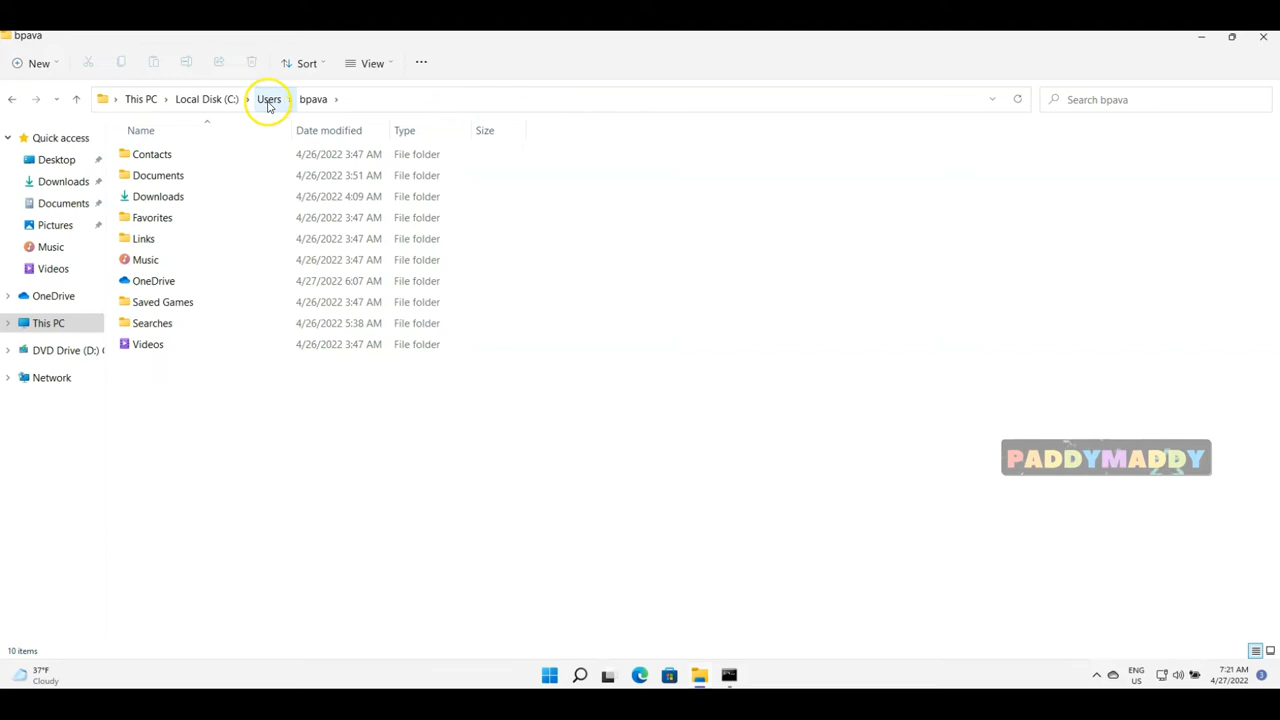 bpava
New
Sort
View
This PC
Local Disk (C:)
Users
bpava
Search bpava
Name
Date modified
Type
Size
Quick access
Desktop
Downloads
Documents
Pictures
Music
Videos
OneDrive
This PC
DVD Drive (D:) C
Network
Contacts 4/26/2022 3:47 AM File folder
Documents 4/26/2022 3:51 AM File folder
Downloads 4/26/2022 4:09 AM File folder
Favorites 4/26/2022 3:47 AM File folder
Links 4/26/2022 3:47 AM File folder
Music 4/26/2022 3:47 AM File folder
OneDrive 4/27/2022 6:07 AM File folder
Saved Games 4/26/2022 3:47 AM File folder
Searches 4/26/2022 5:38 AM File folder
Videos 4/26/2022 3:47 AM File folder
PADDYMADDY
10 items
37°F
Cloudy
ENG
US
7:21 AM
4/27/2022
3